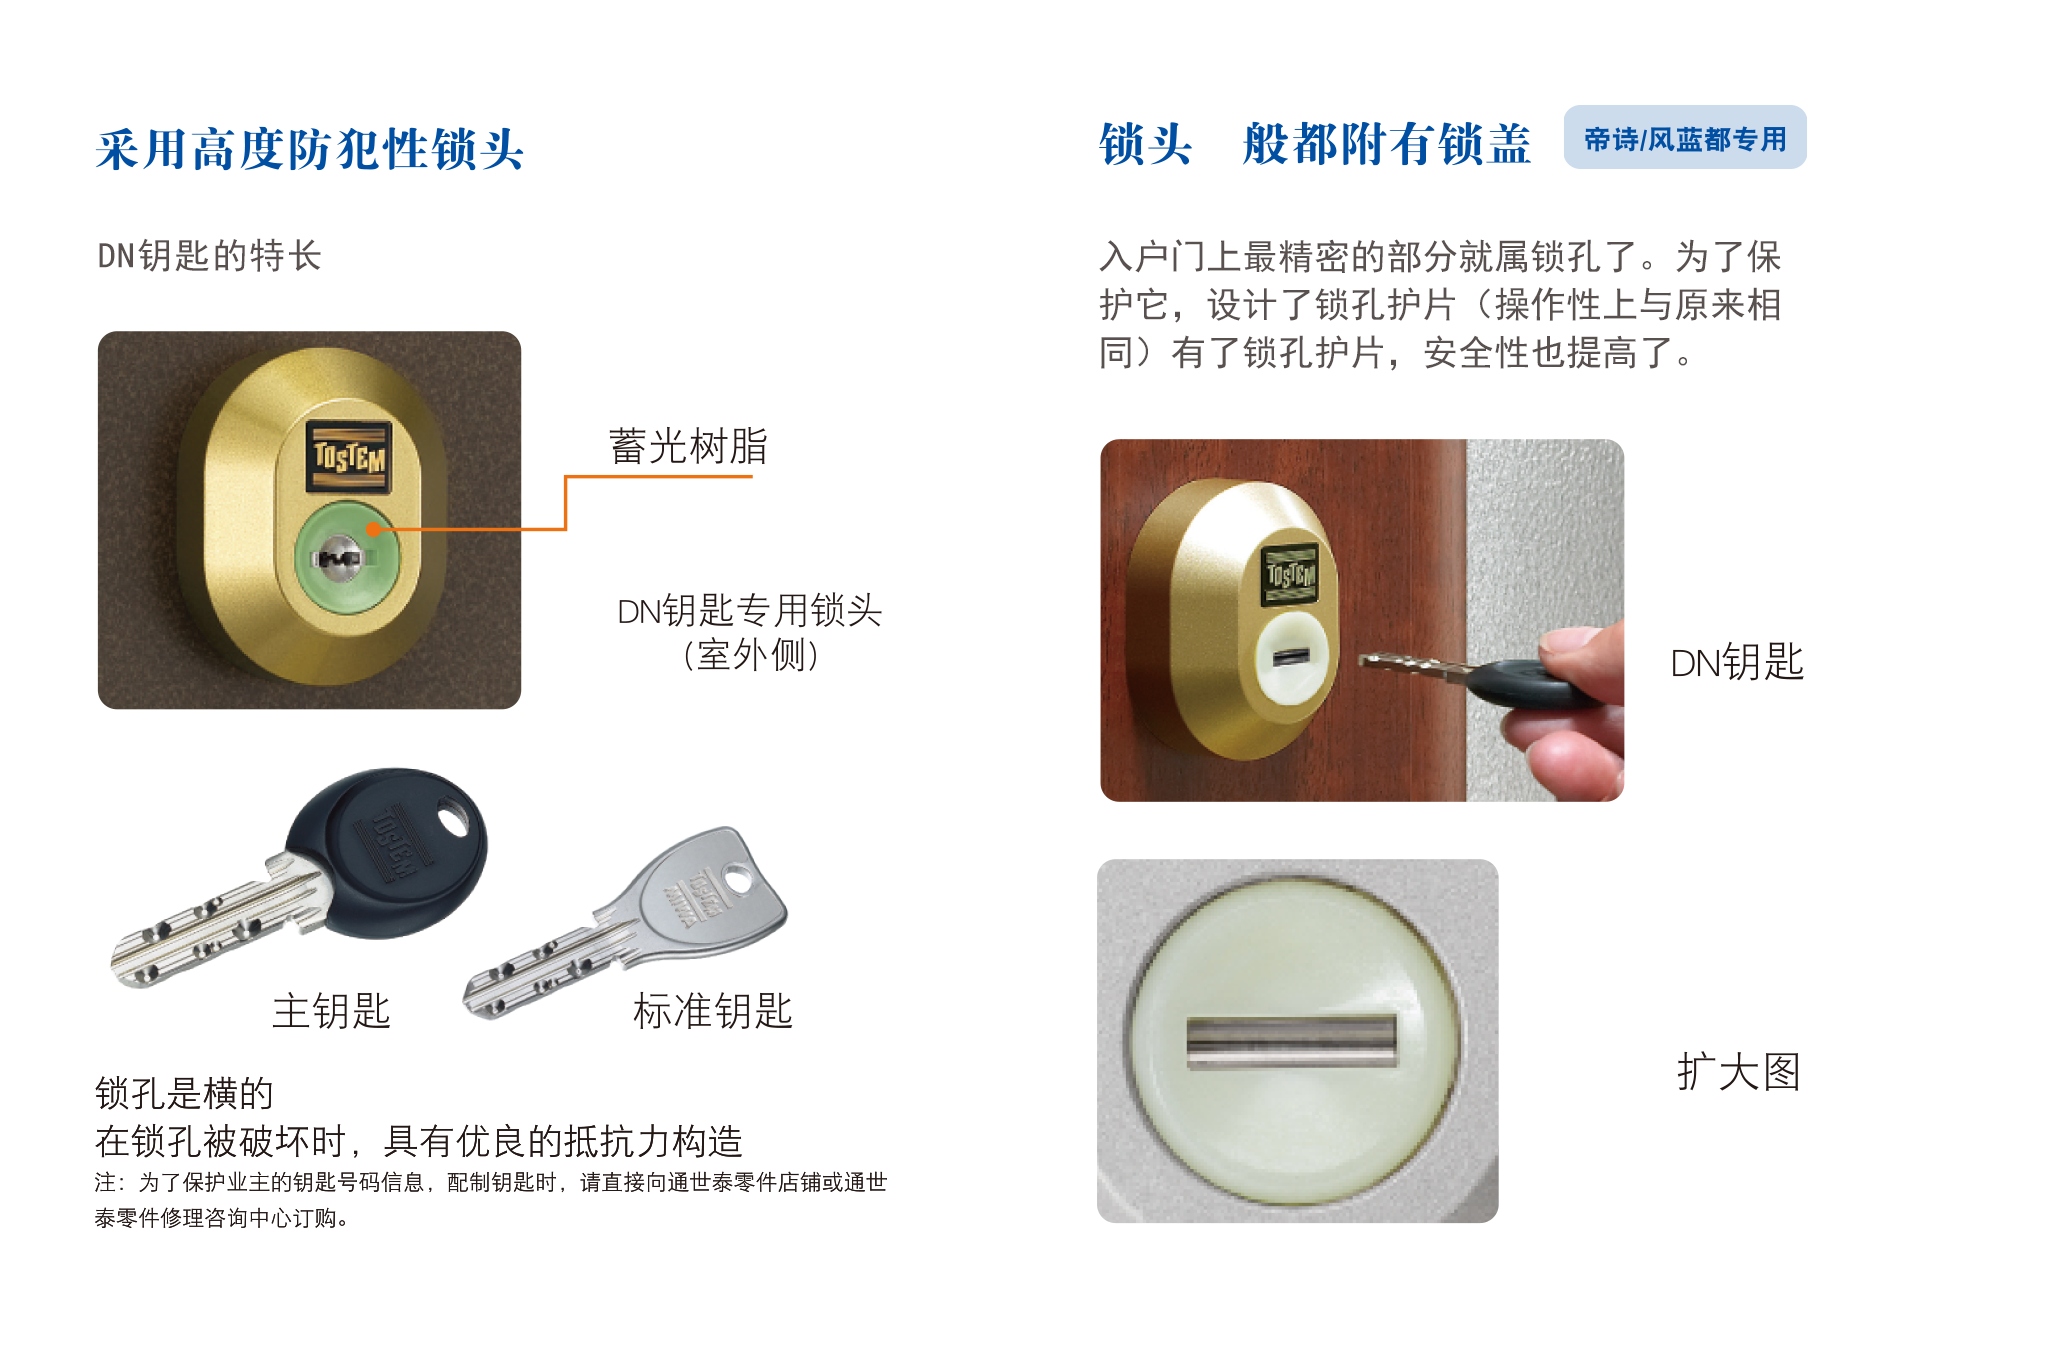 采用高度防犯性锁头
DN钥匙的特长
TOSTEM
蓄光树脂
DN钥匙专用锁头
(室外侧)
TOSTEM
TOSTEM
MIWA
主钥匙
标准钥匙
锁孔是横的
在锁孔被破坏时，具有优良的抵抗力构造
注：为了保护业主的钥匙号码信息，配制钥匙时，请直接向通世泰零件店铺或通世
泰零件修理咨询中心订购。
锁头　般都附有锁盖
帝诗/风蓝都专用
入户门上最精密的部分就属锁孔了。为了保
护它，设计了锁孔护片（操作性上与原来相
同）有了锁孔护片，安全性也提高了。
TOSTEM
DN钥匙
扩大图